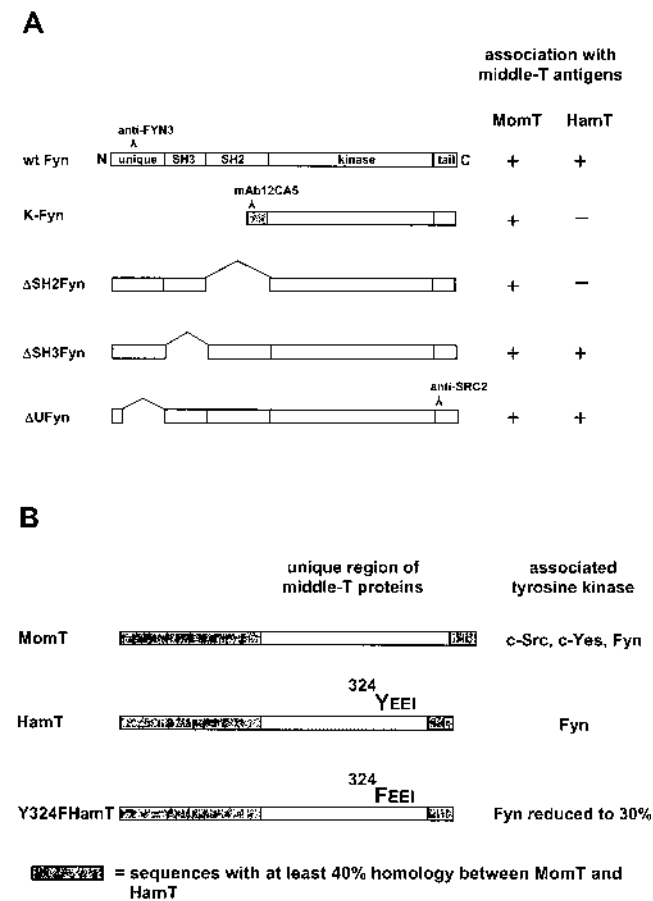 A
association with
middle-T antigens
MomT HamT
anti-FYN3
wt Fyn N unique SH3 SH2 kinase tail C + +
mAb12CA5
K-Fyn + −
ΔSH2Fyn + −
ΔSH3Fyn + +
anti-SRC2
ΔUFyn + +
B
unique region of
middle-T proteins
associated
tyrosine kinase
MomT c-Src, c-Yes, Fyn
324
YEEI
HamT Fyn
324
FEEI
Y324FHamT Fyn reduced to 30%
= sequences with at least 40% homology between MomT and
HamT